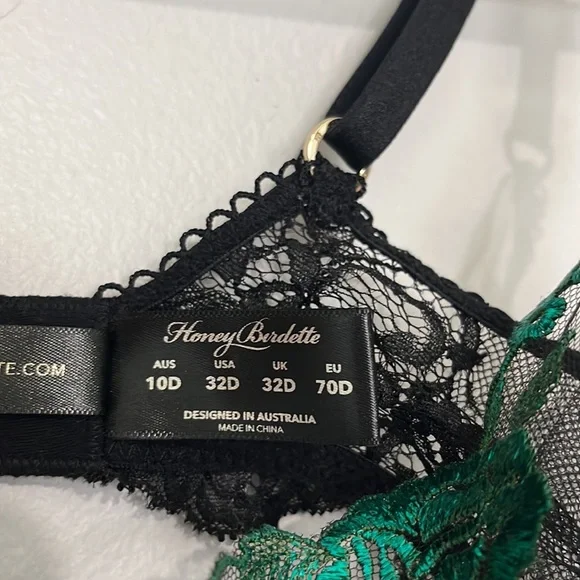 Honey Birdette
AUS USA UK EU
10D 32D 32D 70D
DESIGNED IN AUSTRALIA
MADE IN CHINA
TE.COM